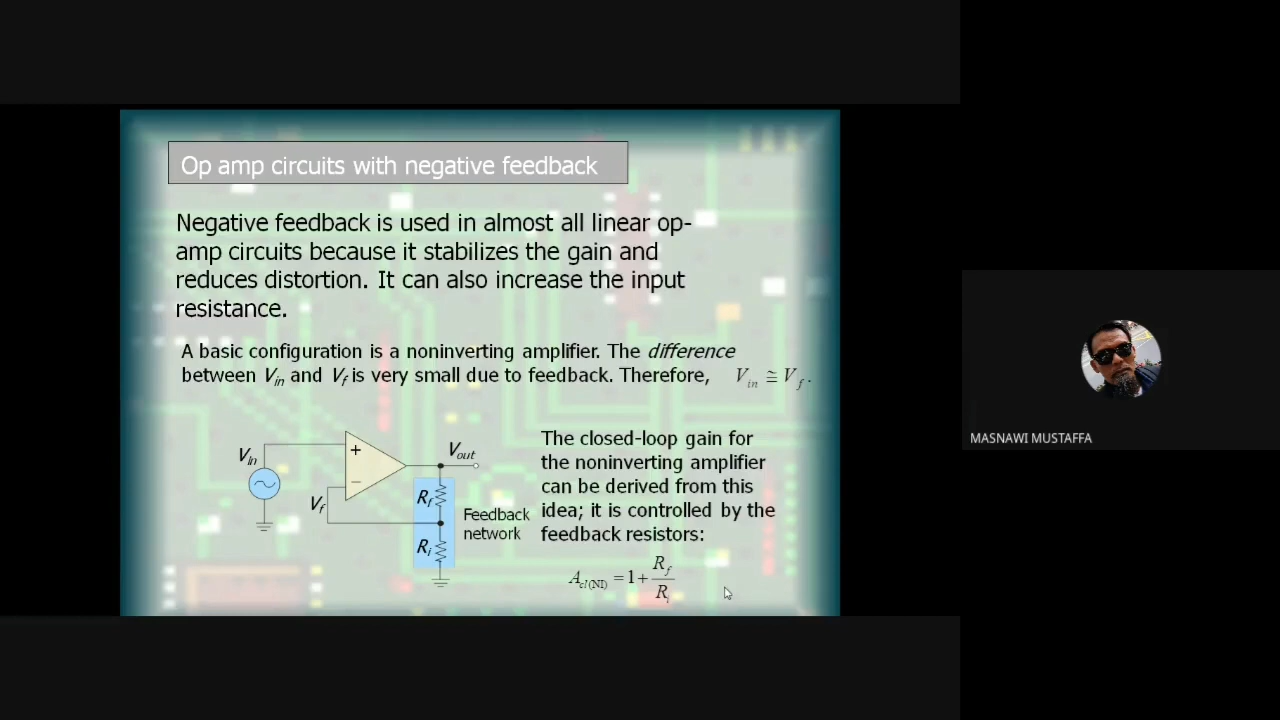 Op amp circuits with negative feedback
Negative feedback is used in almost all linear op-
amp circuits because it stabilizes the gain and
reduces distortion. It can also increase the input
resistance.
A basic configuration is a noninverting amplifier. The difference
between Vin and Vf is very small due to feedback. Therefore, Vin ≅ Vf.
Vin
+
−
Vout
Vf
Rf
Ri
Feedback
network
The closed-loop gain for
the noninverting amplifier
can be derived from this
idea; it is controlled by the
feedback resistors:
Acl(NI) = 1 + Rf / Ri
MASNAWI MUSTAFFA